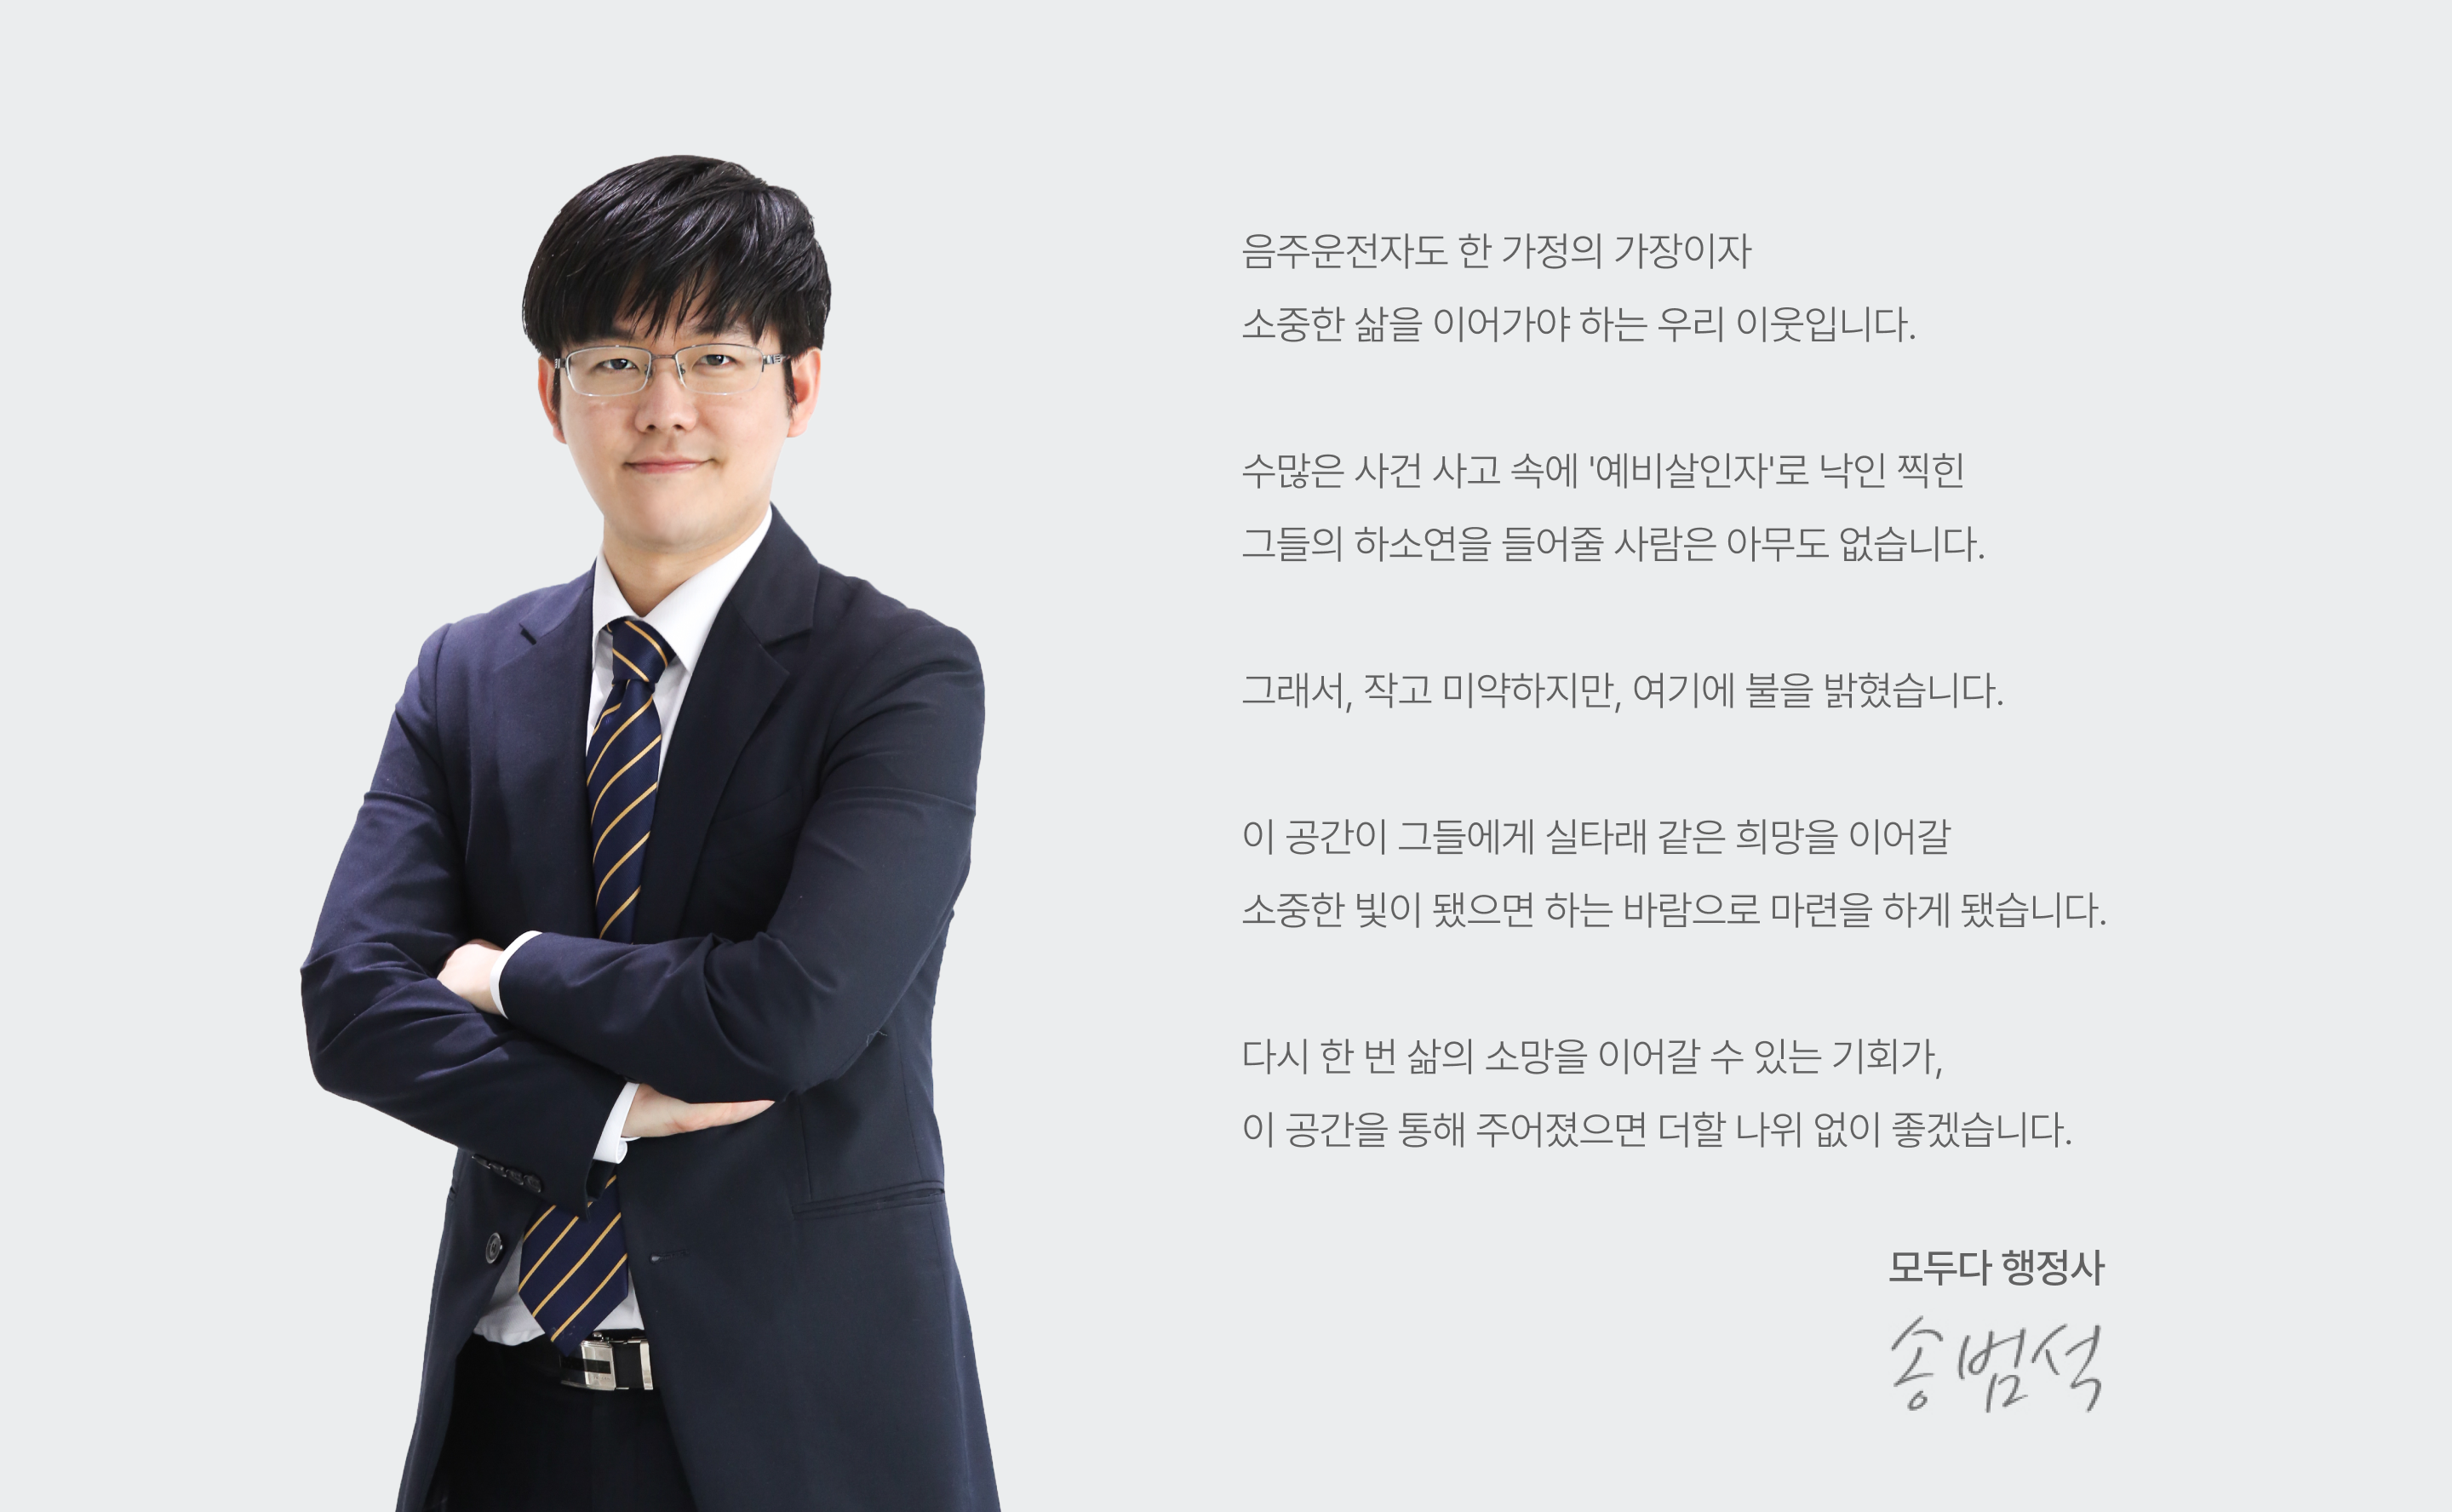 음주운전자도 한 가정의 가장이자
소중한 삶을 이어가야 하는 우리 이웃입니다.
수많은 사건 사고 속에 '예비살인자'로 낙인 찍힌
그들의 하소연을 들어줄 사람은 아무도 없습니다.
그래서, 작고 미약하지만, 여기에 불을 밝혔습니다.
이 공간이 그들에게 실타래 같은 희망을 이어갈
소중한 빛이 됐으면 하는 바람으로 마련을 하게 됐습니다.
다시 한 번 삶의 소망을 이어갈 수 있는 기회가,
이 공간을 통해 주어졌으면 더할 나위 없이 좋겠습니다.
모두다 행정사
송범석